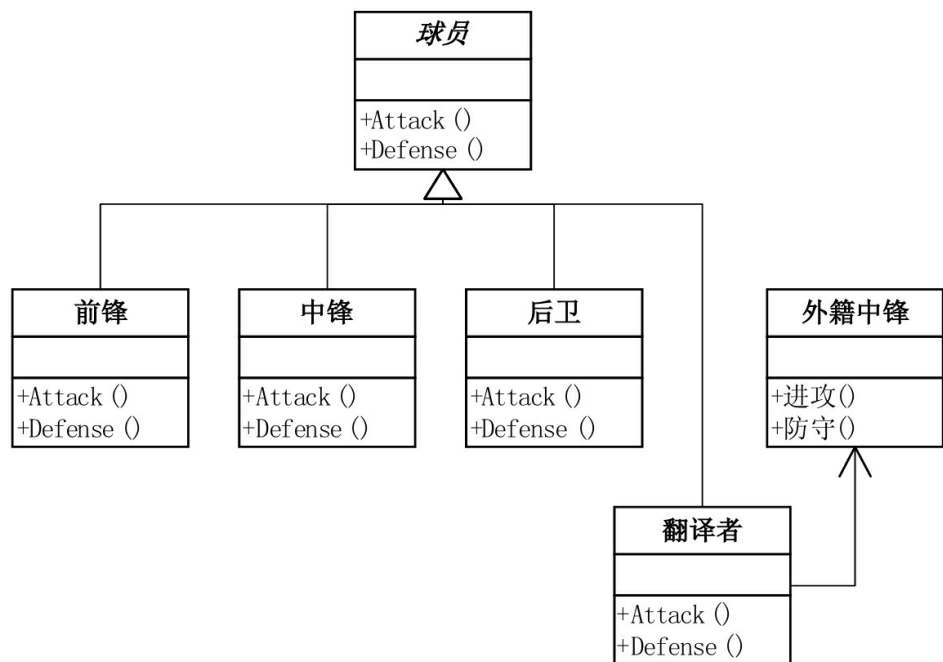 球员
+Attack()
+Defense()
前锋
+Attack()
+Defense()
中锋
+Attack()
+Defense()
后卫
+Attack()
+Defense()
外籍中锋
+进攻()
+防守()
翻译者
+Attack()
+Defense()